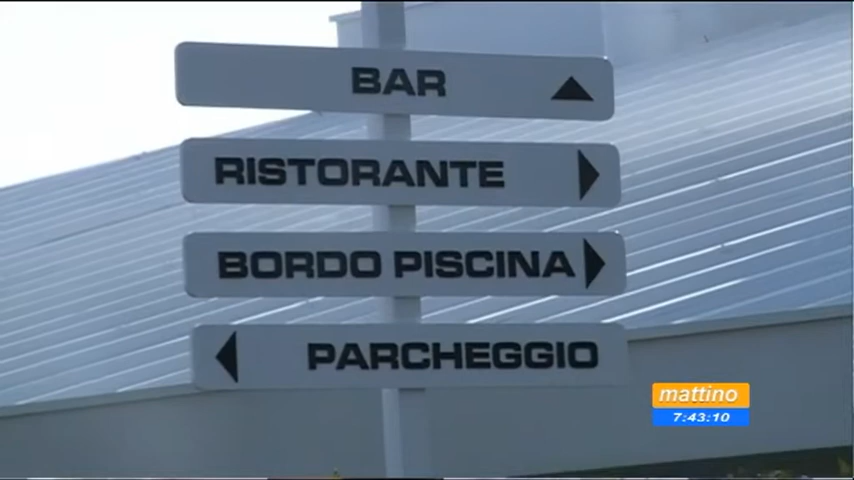 BAR
RISTORANTE
BORDO PISCINA
PARCHEGGIO
mattino
7:43:10